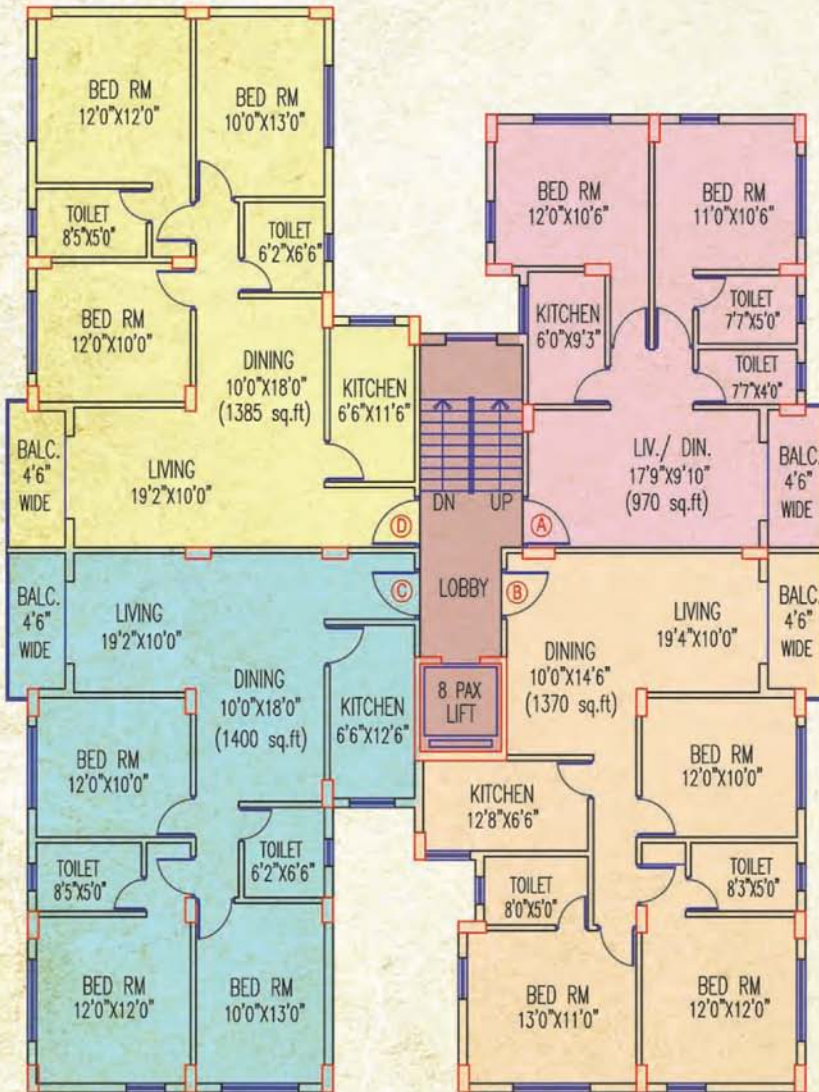 BED RM
12'0"X12'0"
BED RM
10'0"X13'0"
TOILET
8'5"X5'0"
TOILET
6'2"X6'6"
BED RM
12'0"X10'0"
DINING
10'0"X18'0"
(1385 sq.ft)
KITCHEN
6'6"X11'6"
BALC.
4'6"
WIDE
LIVING
19'2"X10'0"
D
BED RM
12'0"X10'6"
BED RM
11'0"X10'6"
KITCHEN
6'0"X9'3"
TOILET
7'7"X5'0"
TOILET
7'7"X4'0"
LIV./ DIN.
17'9"X9'10"
(970 sq.ft)
BALC.
4'6"
WIDE
A
DN UP
LOBBY
8 PAX
LIFT
C
BALC.
4'6"
WIDE
LIVING
19'2"X10'0"
DINING
10'0"X18'0"
(1400 sq.ft)
KITCHEN
6'6"X12'6"
BED RM
12'0"X10'0"
TOILET
8'5"X5'0"
TOILET
6'2"X6'6"
BED RM
12'0"X12'0"
BED RM
10'0"X13'0"
B
LIVING
19'4"X10'0"
BALC.
4'6"
WIDE
DINING
10'0"X14'6"
(1370 sq.ft)
BED RM
12'0"X10'0"
KITCHEN
12'8"X6'6"
TOILET
8'0"X5'0"
TOILET
8'3"X5'0"
BED RM
13'0"X11'0"
BED RM
12'0"X12'0"